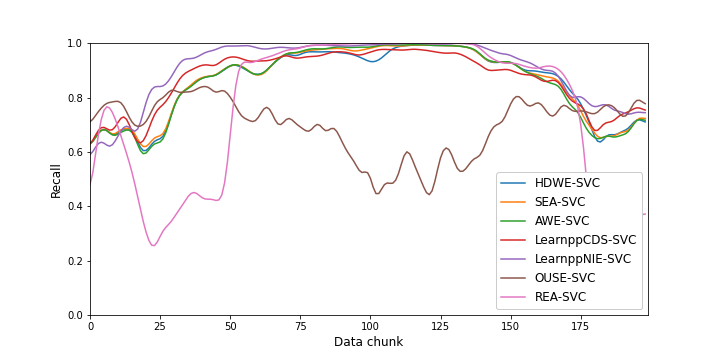 1.0
0.8
0.6
0.4
0.2
0.0
Recall
0
25
50
75
100
125
150
175
Data chunk
HDWE-SVC
SEA-SVC
AWE-SVC
LearnppCDS-SVC
LearnppNIE-SVC
OUSE-SVC
REA-SVC